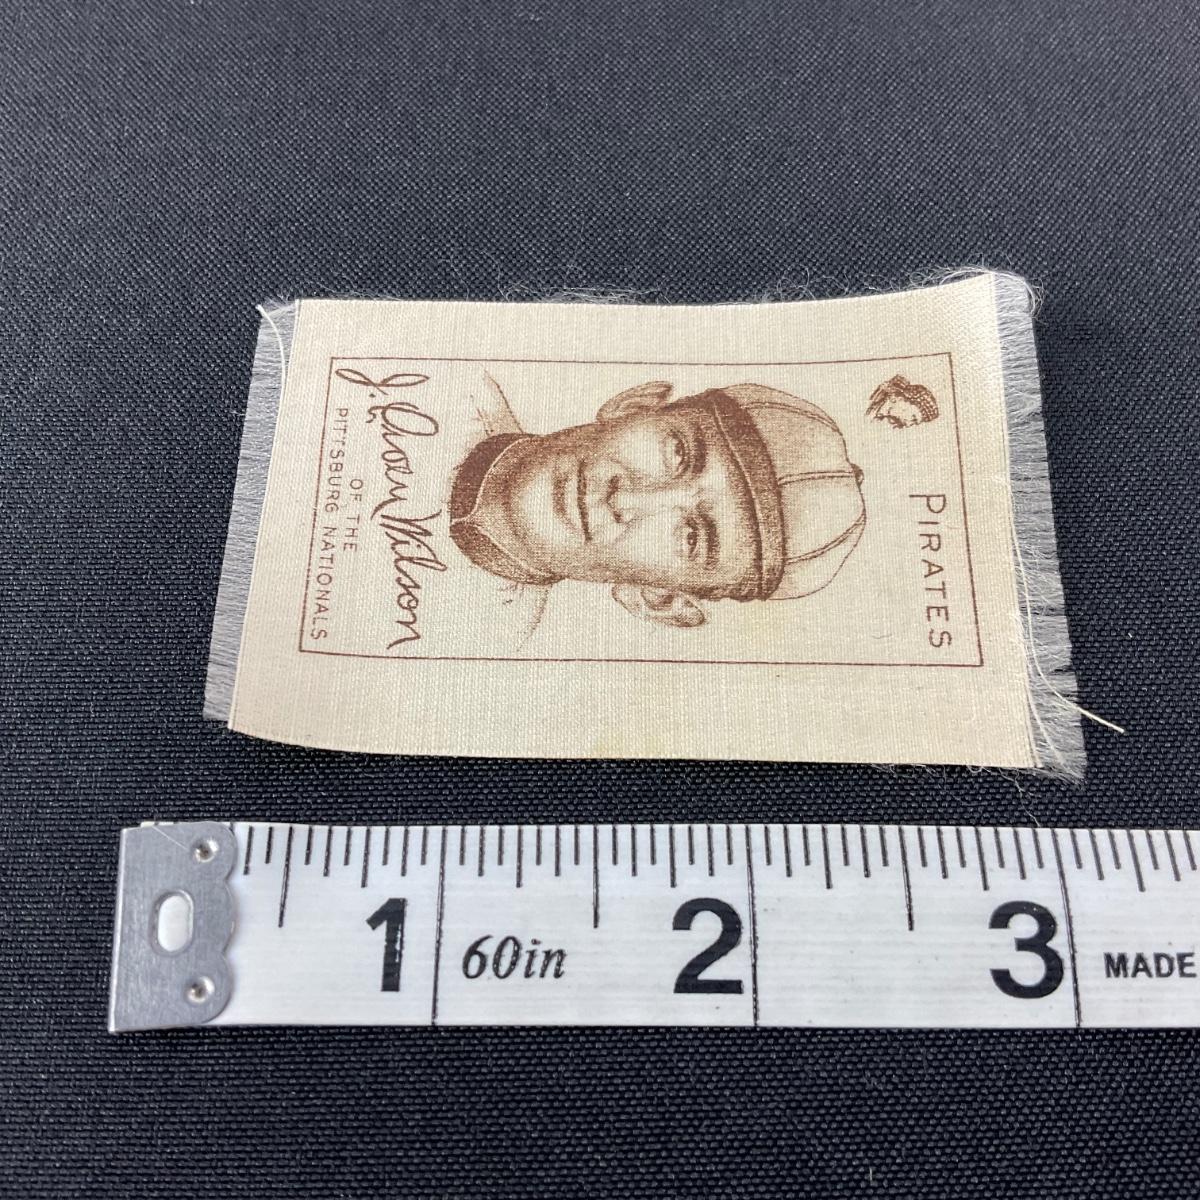 PIRATES
J. Owen Wilson
OF THE
PITTSBURG NATIONALS
1 60in 2 3 MADE